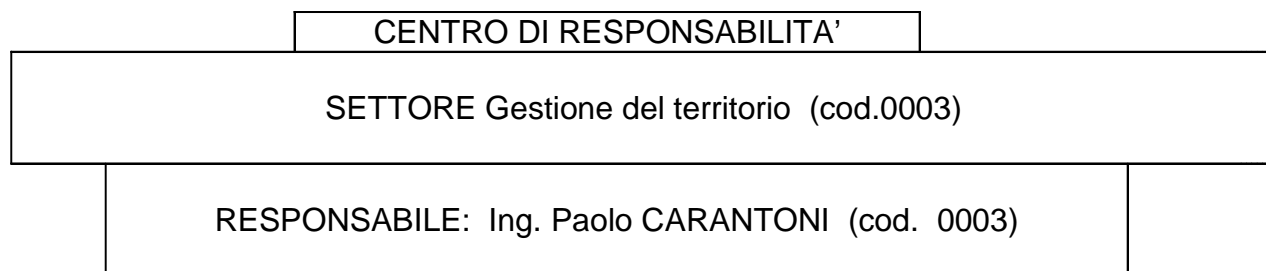 CENTRO DI RESPONSABILITA’
SETTORE Gestione del territorio (cod.0003)
RESPONSABILE: Ing. Paolo CARANTONI (cod. 0003)